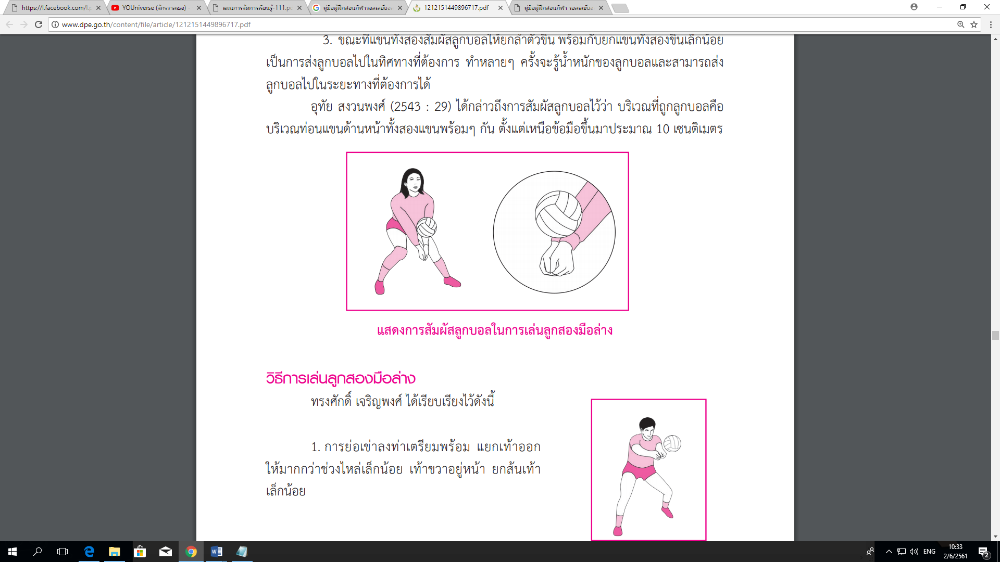 https://l.facebook.com/l.p
YOUniverse (จักรวาลเธอ) -
แผนการจัดการเรียนรู้-111.pd
คู่มือผู้ฝึกสอนกีฬาวอลเลย์บอล
1212151449896717.pdf
คู่มือผู้ฝึกสอนกีฬา วอลเลย์บอ
www.dpe.go.th/content/file/article/1212151449896717.pdf
3. ขณะที่แขนทั้งสองสัมผัสลูกบอลให้ยกลำตัวขึ้น พร้อมกับยกแขนทั้งสองขึ้นเล็กน้อย
เป็นการส่งลูกบอลไปในทิศทางที่ต้องการ ทำหลายๆ ครั้งจะรู้น้ำหนักของลูกบอลและสามารถส่ง
ลูกบอลไปในระยะทางที่ต้องการได้
อุทัย สงวนพงศ์ (2543 : 29) ได้กล่าวถึงการสัมผัสลูกบอลไว้ว่า บริเวณที่ถูกลูกบอลคือ
บริเวณท่อนแขนด้านหน้าทั้งสองแขนพร้อมๆ กัน ตั้งแต่เหนือข้อมือขึ้นมาประมาณ 10 เซนติเมตร
แสดงการสัมผัสลูกบอลในการเล่นลูกสองมือล่าง
วิธีการเล่นลูกสองมือล่าง
ทรงศักดิ์ เจริญพงศ์ ได้เรียบเรียงไว้ดังนี้
1. การย่อเข่าลงท่าเตรียมพร้อม แยกเท้าออก
ให้มากกว่าช่วงไหล่เล็กน้อย เท้าขวาอยู่หน้า ยกส้นเท้า
เล็กน้อย
ENG
10:33
2/6/2561
2